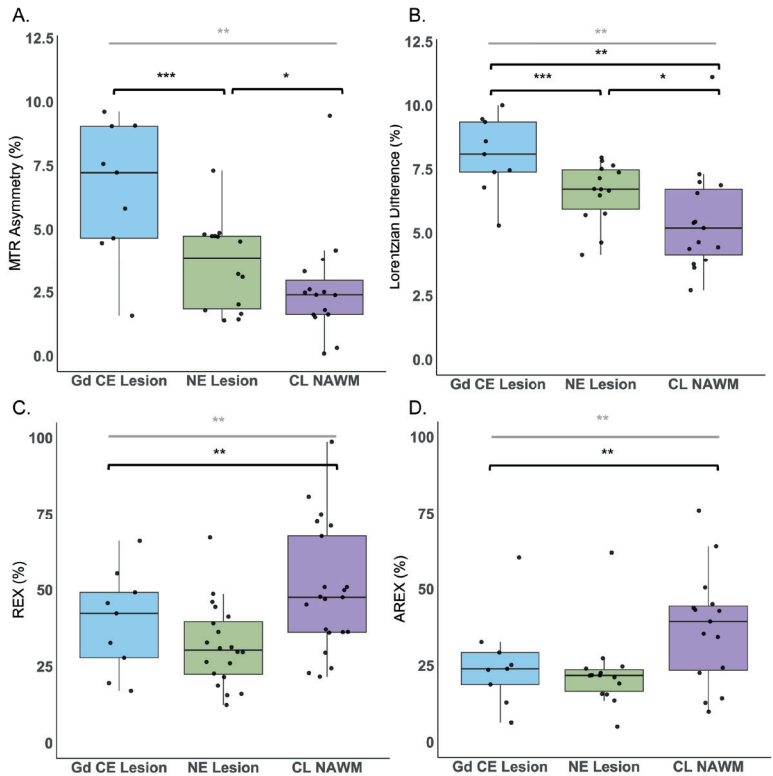 A.
12.5
**
***
*
10.0
7.5
5.0
2.5
0.0
MTR Asymmetry (%)
Gd CE Lesion NE Lesion CL NAWM
B.
12.5
**
**
***
*
10.0
7.5
5.0
2.5
0.0
Lorentzian Difference (%)
Gd CE Lesion NE Lesion CL NAWM
C.
100
**
**
75
50
25
0
REX (%)
Gd CE Lesion NE Lesion CL NAWM
D.
100
**
**
75
50
25
0
AREX (%)
Gd CE Lesion NE Lesion CL NAWM